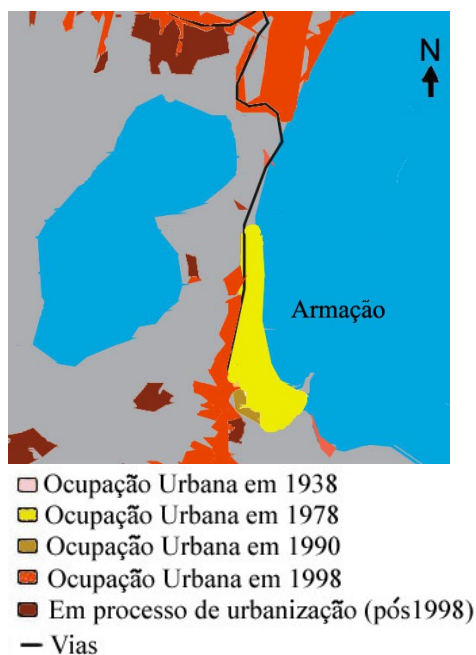 N
Armação
Ocupação Urbana em 1938
Ocupação Urbana em 1978
Ocupação Urbana em 1990
Ocupação Urbana em 1998
Em processo de urbanização (pós1998)
Vias